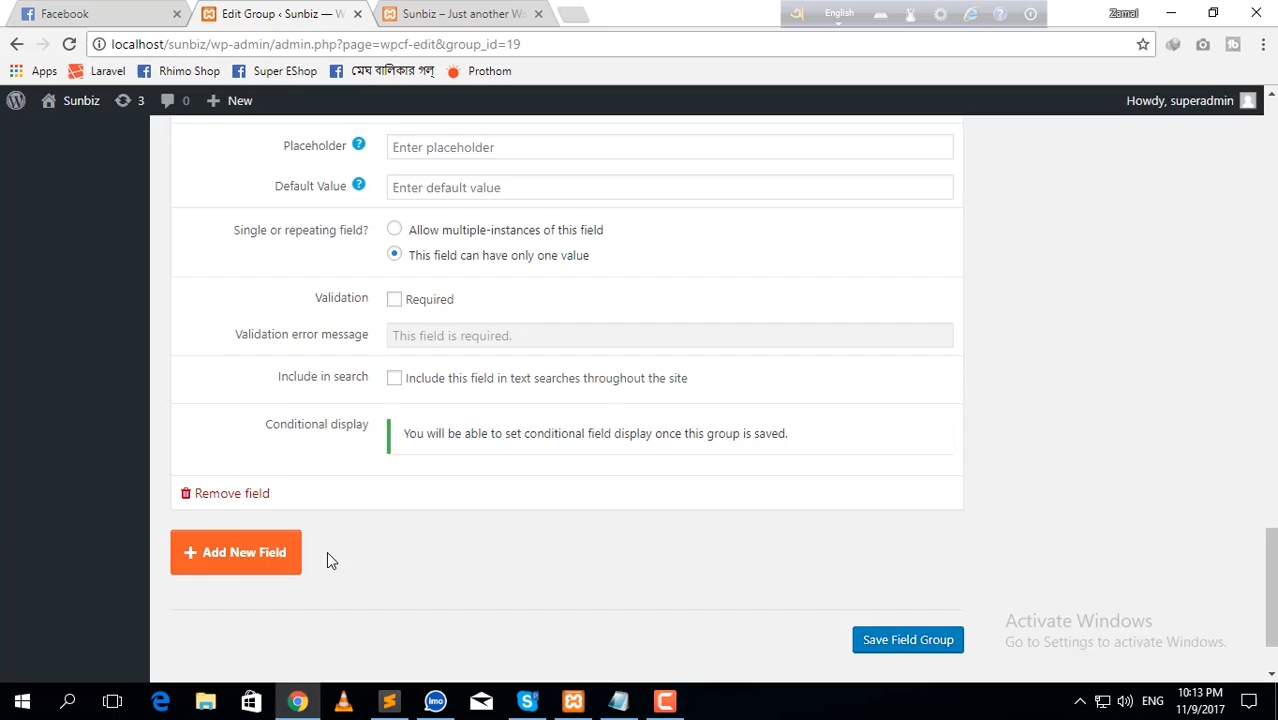 Facebook
Edit Group ‹ Sunbiz — W
Sunbiz – Just another Wo
English
Zamal
localhost/sunbiz/wp-admin/admin.php?page=wpcf-edit&group_id=19
Apps
Laravel
Rhimo Shop
Super EShop
মেঘ বালিকার গল্
Prothom
Sunbiz
3
0
New
Howdy, superadmin
Placeholder
Enter placeholder
Default Value
Enter default value
Single or repeating field?
Allow multiple-instances of this field
This field can have only one value
Validation
Required
Validation error message
This field is required.
Include in search
Include this field in text searches throughout the site
Conditional display
You will be able to set conditional field display once this group is saved.
Remove field
Add New Field
Activate Windows
Go to Settings to activate Windows.
Save Field Group
imo
ENG
10:13 PM
11/9/2017